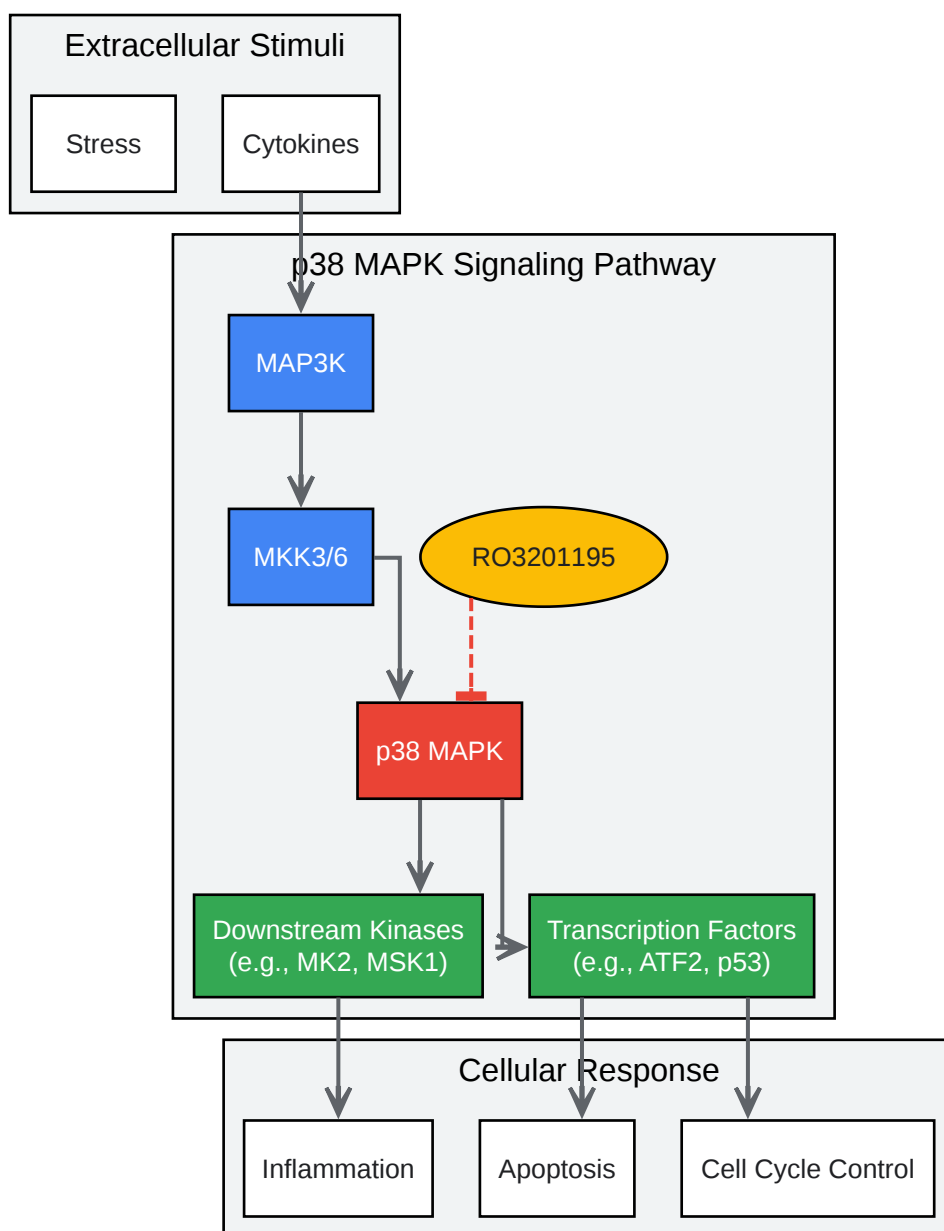 Extracellular Stimuli
Stress
Cytokines
p38 MAPK Signaling Pathway
MAP3K
MKK3/6
RO3201195
p38 MAPK
Downstream Kinases
(e.g., MK2, MSK1)
Transcription Factors
(e.g., ATF2, p53)
Cellular Response
Inflammation
Apoptosis
Cell Cycle Control